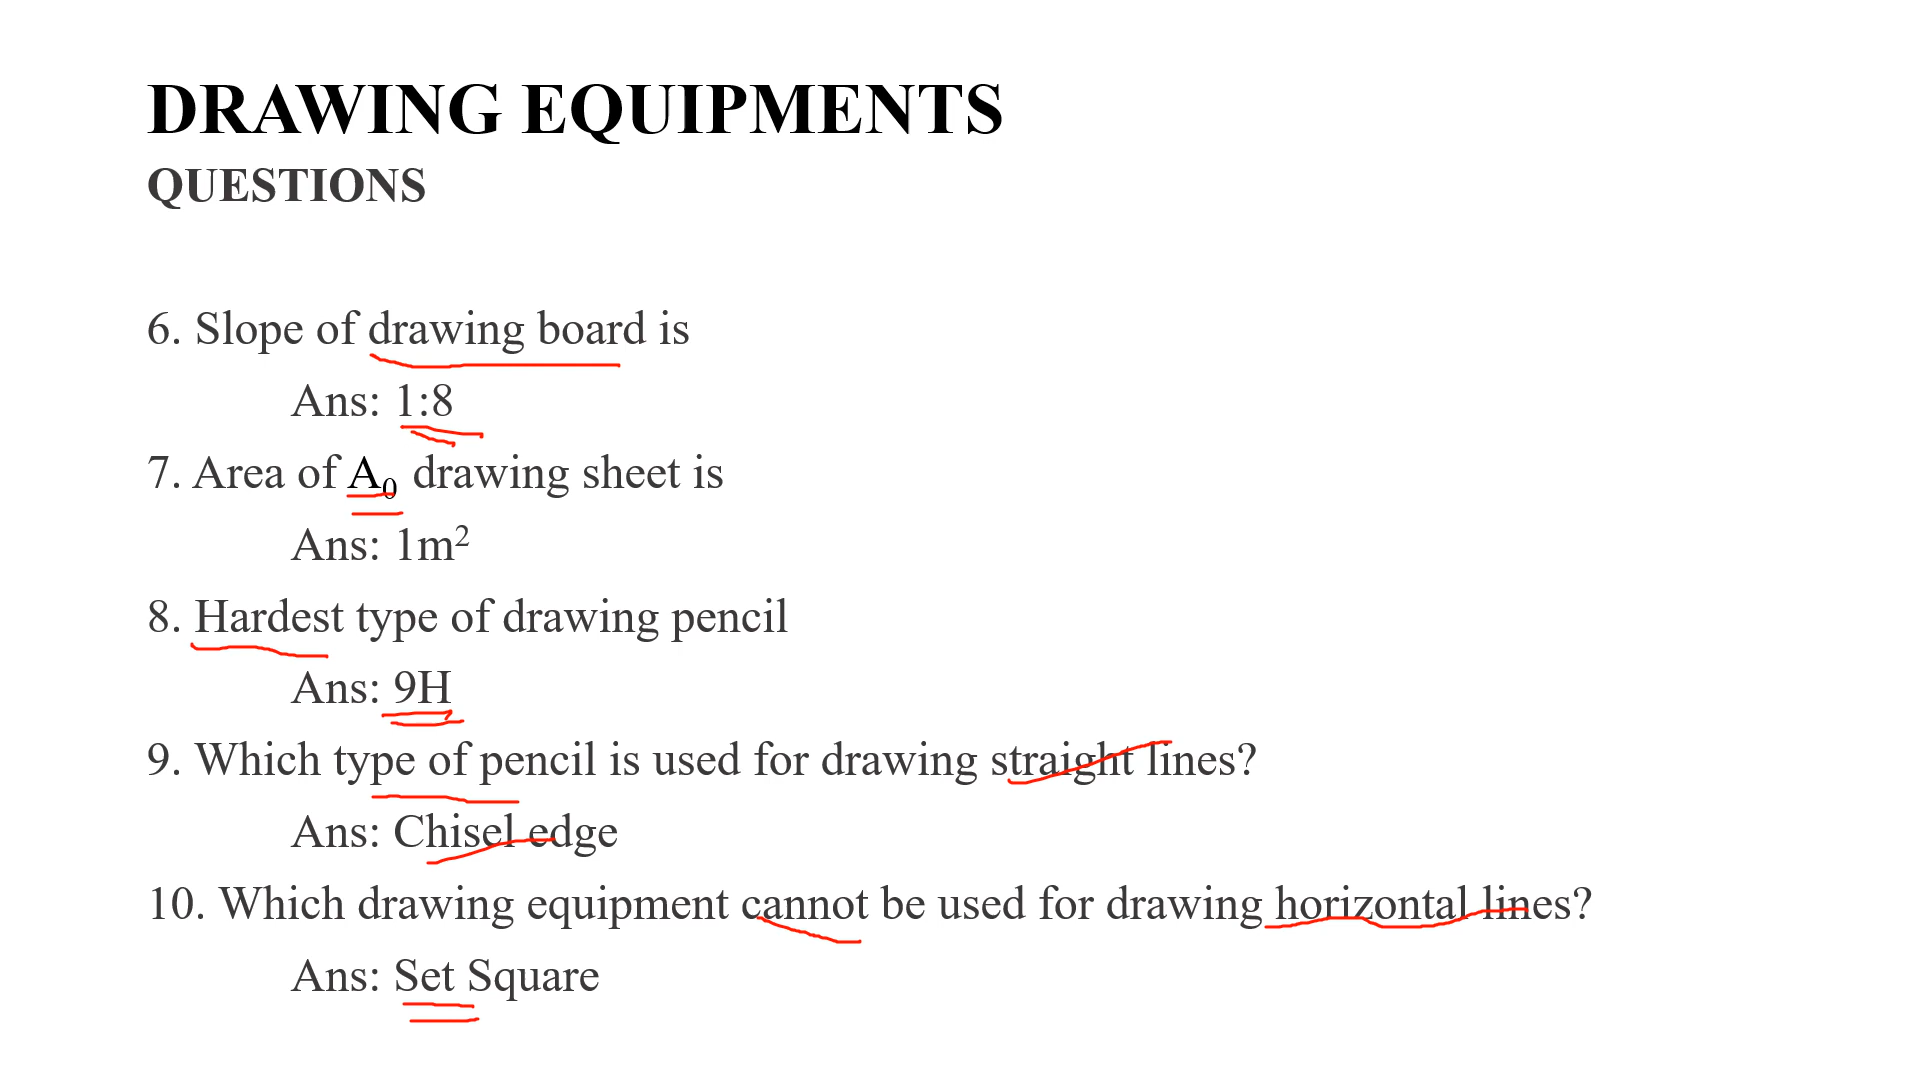 DRAWING EQUIPMENTS
QUESTIONS
6. Slope of drawing board is
Ans: 1:8
7. Area of A₀ drawing sheet is
Ans: 1m²
8. Hardest type of drawing pencil
Ans: 9H
9. Which type of pencil is used for drawing straight lines?
Ans: Chisel edge
10. Which drawing equipment cannot be used for drawing horizontal lines?
Ans: Set Square